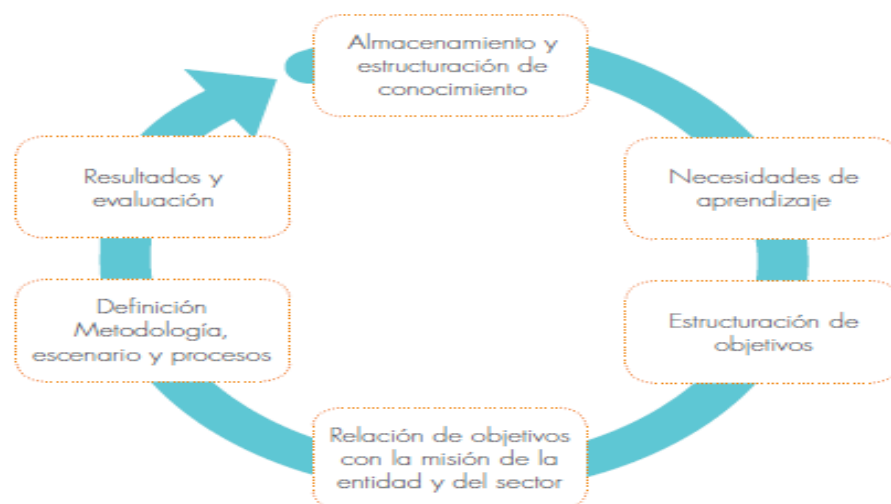 Almacenamiento y
estructuración de
conocimiento
Necesidades de
aprendizaje
Estructuración de
objetivos
Relación de objetivos
con la misión de la
entidad y del sector
Definición
Metodología,
escenario y procesos
Resultados y
evaluación